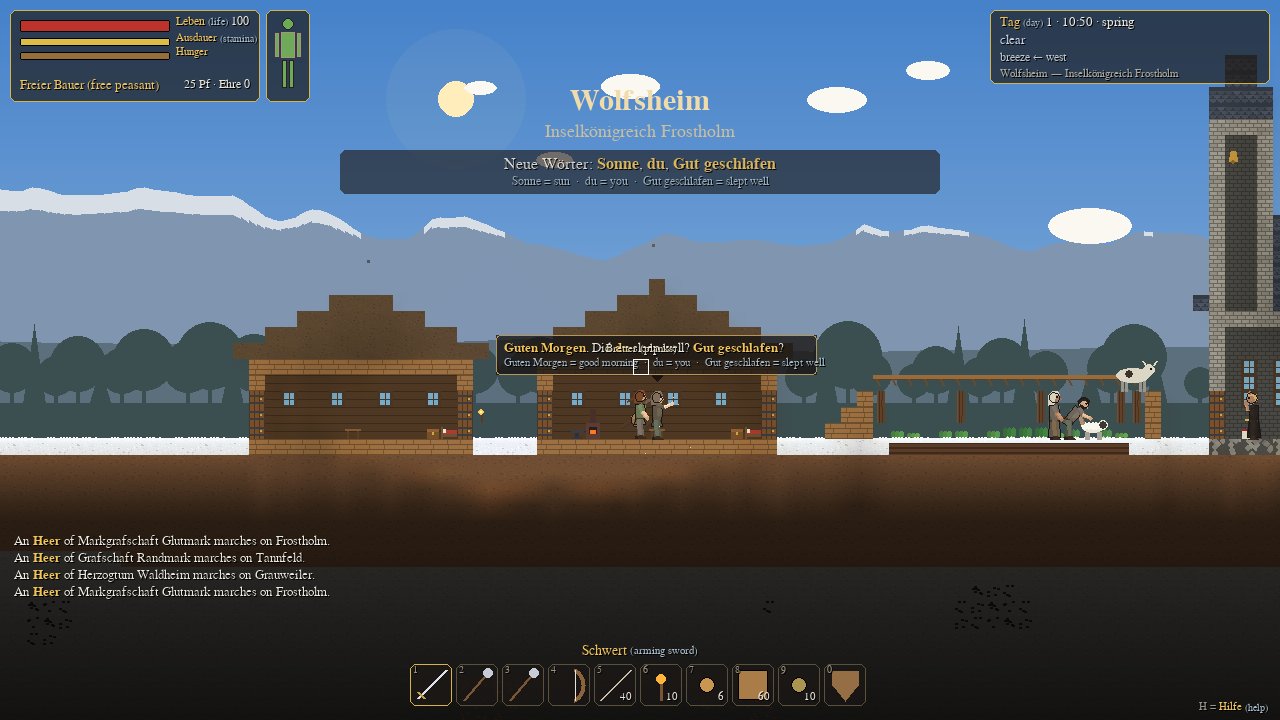 Leben (life) 100
Ausdauer (stamina)
Hunger
Freier Bauer (free peasant) 25 Pf · Ehre 0
Tag (day) 1 · 10:50 · spring
clear
breeze ← west
Wolfsheim — Inselkönigreich Frostholm
Wolfsheim
Inselkönigreich Frostholm
Neue Wörter: Sonne, du, Gut geschlafen
Sonne = sun · du = you · Gut geschlafen = slept well
Guten Morgen. Gut geschlafen?
Guten Morgen = good morning · du = you · Gut geschlafen = slept well
An Heer of Markgrafschaft Glutmark marches on Frostholm.
An Heer of Grafschaft Randmark marches on Tannfeld.
An Heer of Herzogtum Waldheim marches on Grauweiler.
An Heer of Markgrafschaft Glutmark marches on Frostholm.
Schwert (arming sword)
1 2 3 4 5 40 6 10 7 6 8 60 9 10 0
H = Hilfe (help)